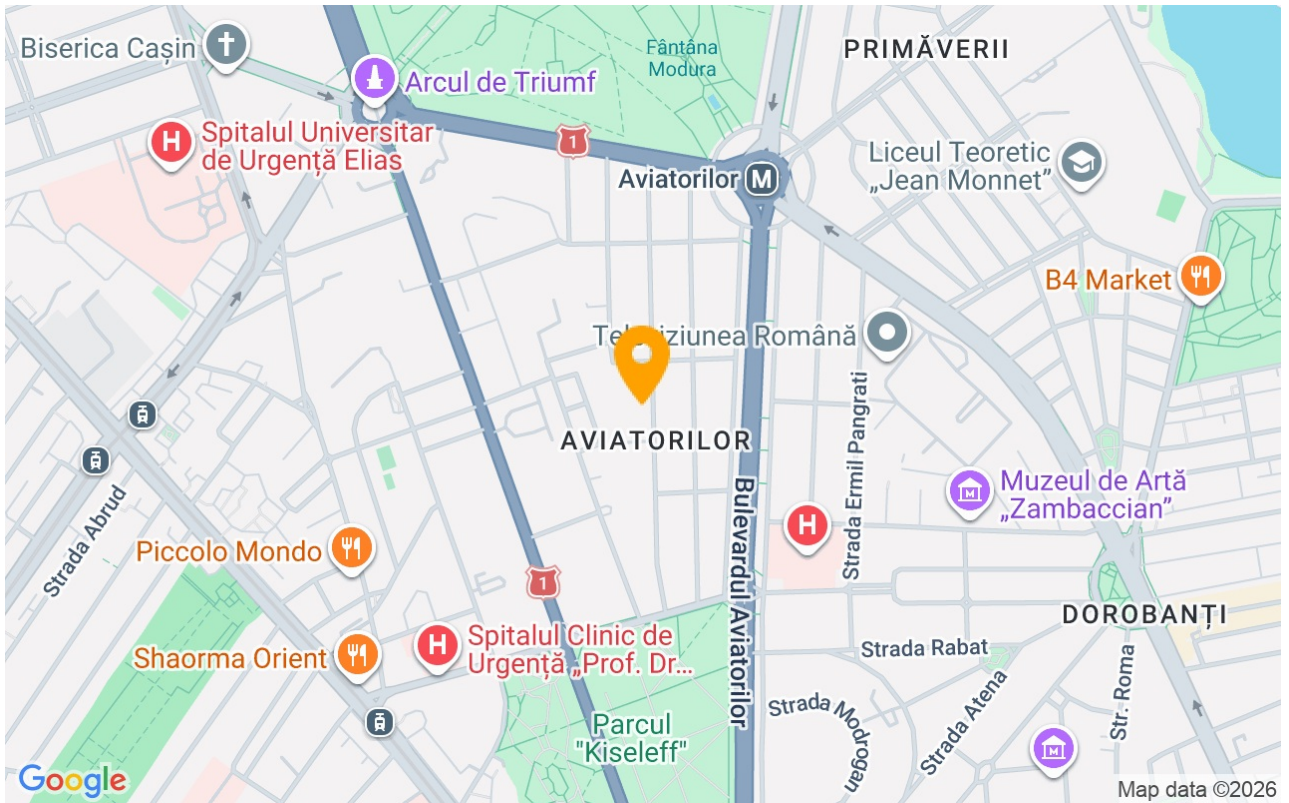 Biserica Cașin
Arcul de Triumf
Fântâna
Modura
PRIMĂVERII
Spitalul Universitar
de Urgență Elias
1
Aviatorilor
M
Liceul Teoretic
„Jean Monnet”
B4 Market
Televiziunea Română
AVIATORILOR
Strada Ermil Pangrati
Bulevardul Aviatorilor
Muzeul de Artă
„Zambaccian”
Strada Abrud
Piccolo Mondo
H
H
H
1
DOROBANȚI
Shaorma Orient
Spitalul Clinic de
Urgență „Prof. Dr...
Strada Rabat
Strada Atena
Str. Roma
Strada Modrogan
Parcul
"Kiseleff"
Google
Map data ©2026